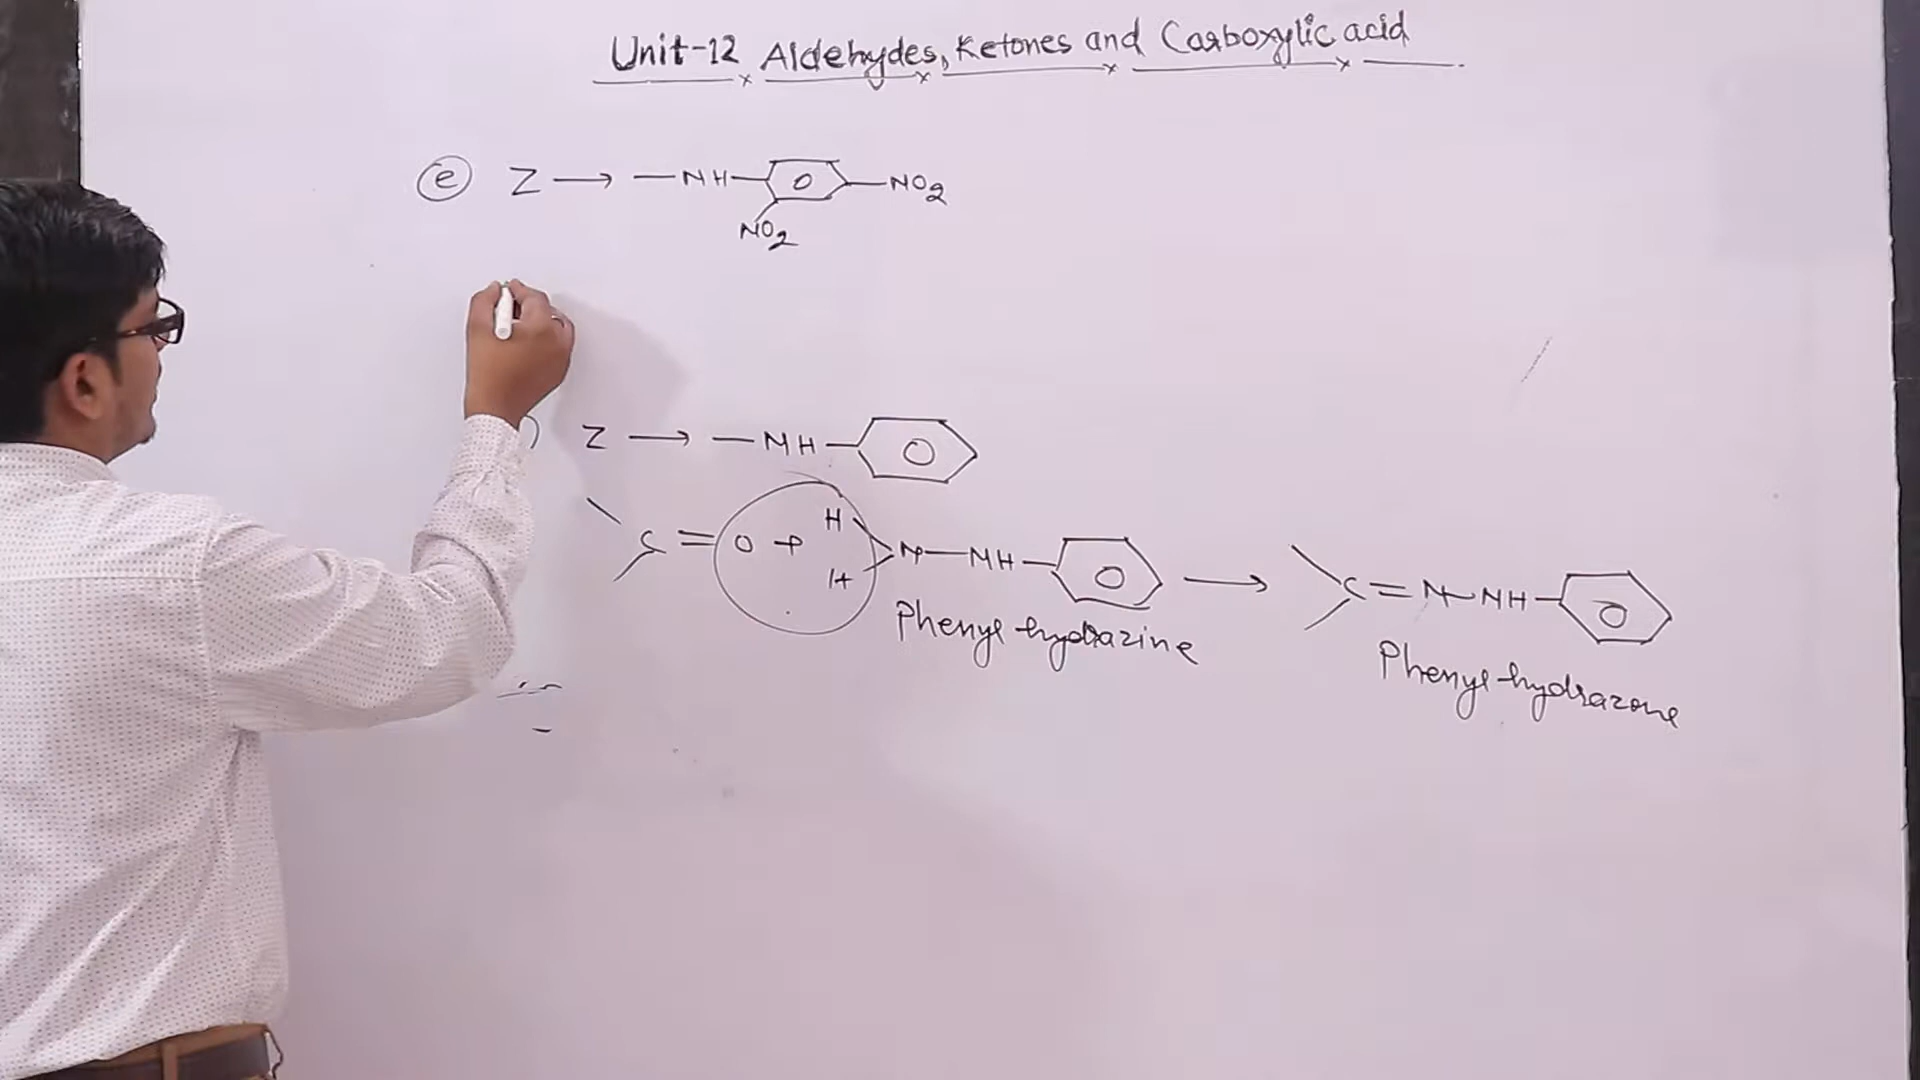 Unit-12 Aldehydes, Ketones and Carboxylic acid
(e) Z → —NH— —NO2
NO2
) Z → —NH—
H
C=O + N—NH— → C=N—NH—
H
Phenyl hydrazine
Phenyl-hydrazone